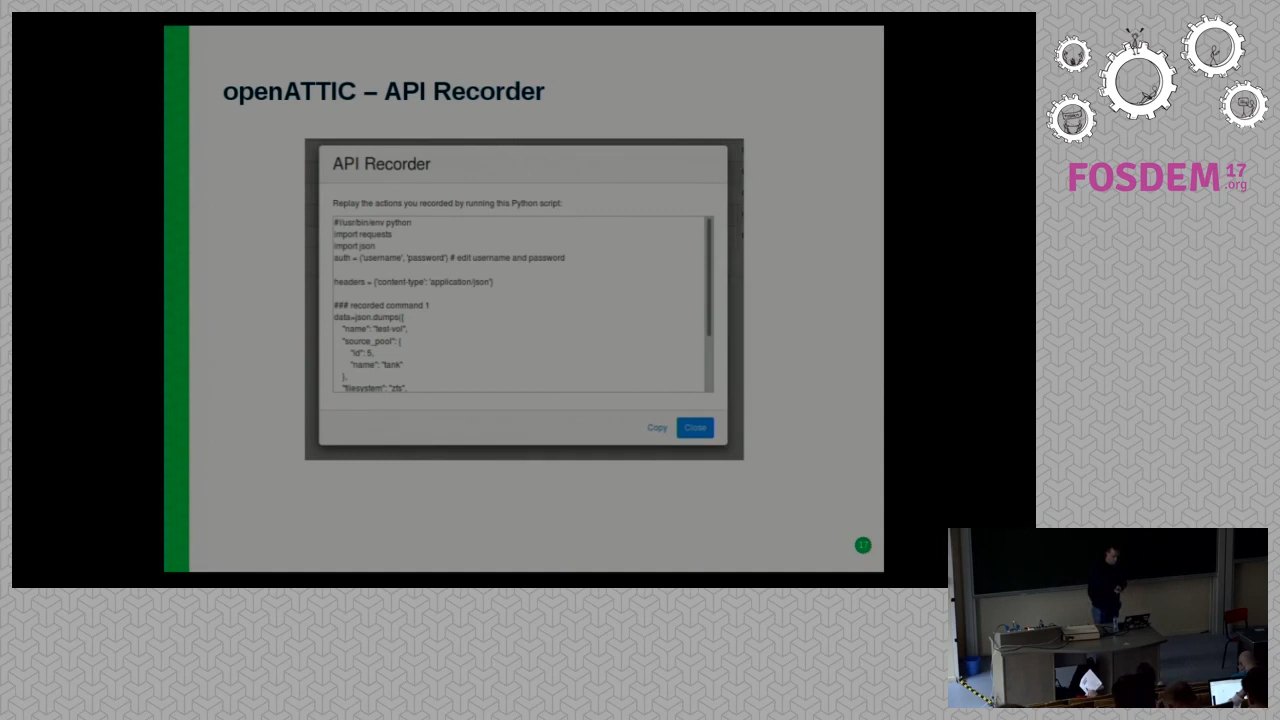 openATTIC – API Recorder
API Recorder
Replay the actions you recorded by running this Python script:
#!/usr/bin/env python
import requests
import json
auth = ('username', 'password') # edit username and password
headers = {'content-type': 'application/json'}
### recorded command 1
data=json.dumps({
"name": "test-vol",
"source_pool": {
"id": 5,
"name": "tank"
},
"filesystem": "zfs",
Copy Close
17
FOSDEM 17
.org